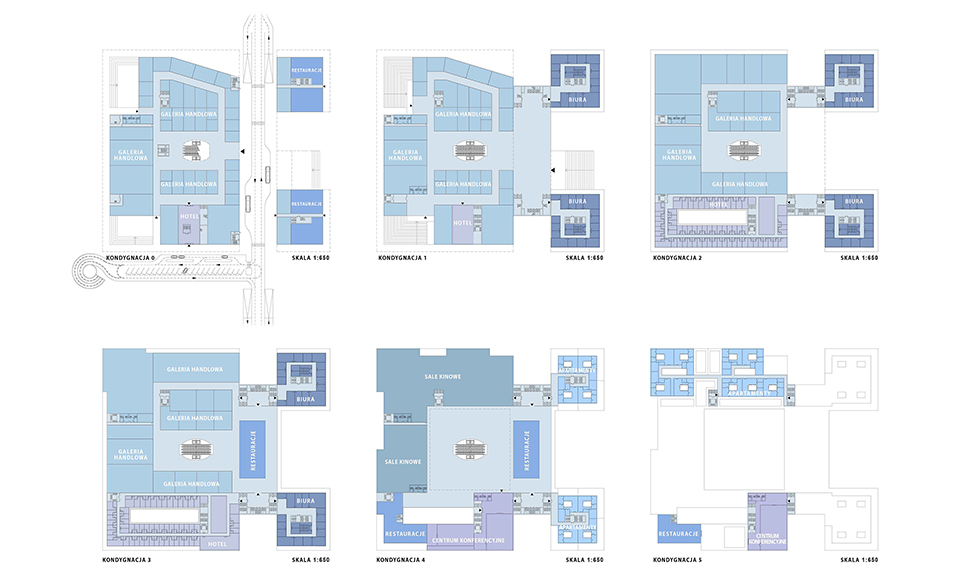 RESTAURACJE
GALERIA HANDLOWA
GALERIA
HANDLOWA
GALERIA HANDLOWA
RESTAURACJE
HOTEL
KONDYGNACJA 0
SKALA 1:650
BIURA
GALERIA HANDLOWA
GALERIA
HANDLOWA
GALERIA HANDLOWA
BIURA
HOTEL
KONDYGNACJA 1
SKALA 1:650
BIURA
GALERIA HANDLOWA
GALERIA
HANDLOWA
GALERIA HANDLOWA
BIURA
HOTEL
KONDYGNACJA 2
SKALA 1:650
GALERIA HANDLOWA
BIURA
GALERIA HANDLOWA
RESTAURACJE
GALERIA
HANDLOWA
GALERIA HANDLOWA
BIURA
HOTEL
KONDYGNACJA 3
SKALA 1:650
APARTAMENTY
SALE KINOWE
RESTAURACJE
SALE KINOWE
APARTAMENTY
RESTAURACJE
CENTRUM KONFERENCYJNE
KONDYGNACJA 4
SKALA 1:650
APARTAMENTY
RESTAURACJE
CENTRUM
KONFERENCYJNE
KONDYGNACJA 5
SKALA 1:650